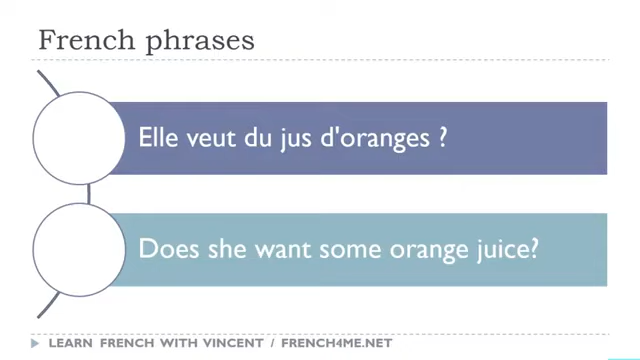 French phrases
Elle veut du jus d'oranges ?
Does she want some orange juice?
LEARN FRENCH WITH VINCENT / FRENCH4ME.NET